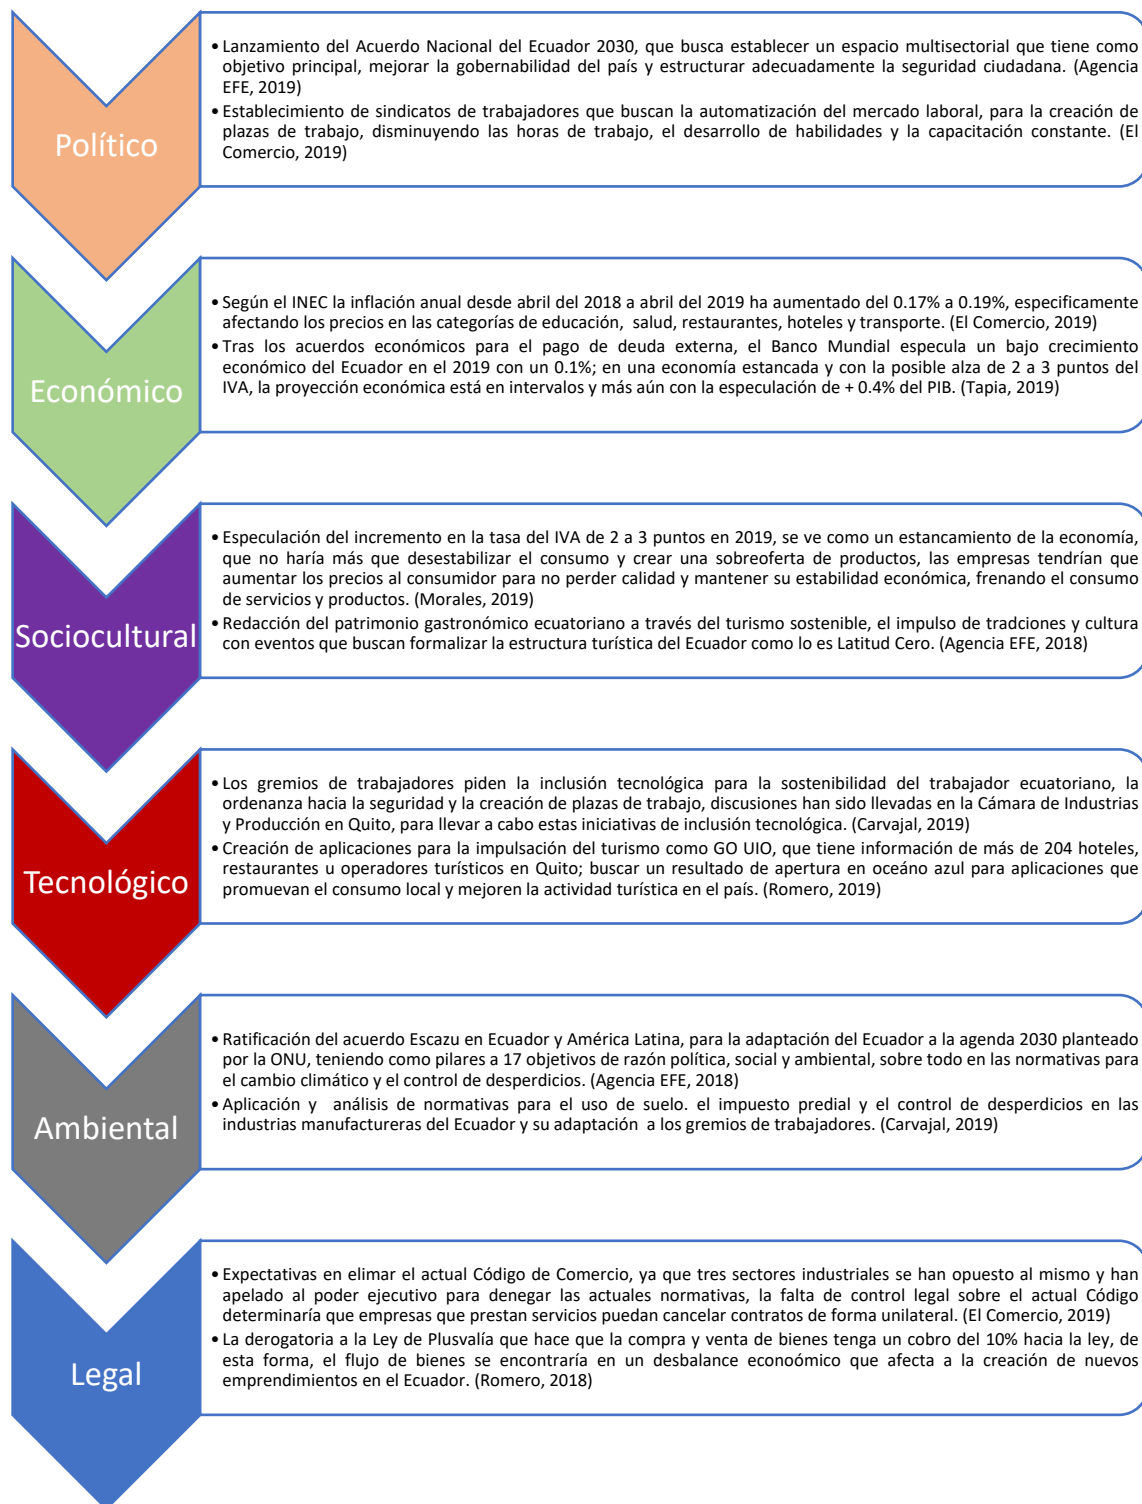 Político
• Lanzamiento del Acuerdo Nacional del Ecuador 2030, que busca establecer un espacio multisectorial que tiene como
objetivo principal, mejorar la gobernabilidad del país y estructurar adecuadamente la seguridad ciudadana. (Agencia
EFE, 2019)
• Establecimiento de sindicatos de trabajadores que buscan la automatización del mercado laboral, para la creación de
plazas de trabajo, disminuyendo las horas de trabajo, el desarrollo de habilidades y la capacitación constante. (El
Comercio, 2019)
Económico
• Según el INEC la inflación anual desde abril del 2018 a abril del 2019 ha aumentado del 0.17% a 0.19%, especificamente
afectando los precios en las categorías de educación, salud, restaurantes, hoteles y transporte. (El Comercio, 2019)
• Tras los acuerdos económicos para el pago de deuda externa, el Banco Mundial especula un bajo crecimiento
económico del Ecuador en el 2019 con un 0.1%; en una economía estancada y con la posible alza de 2 a 3 puntos del
IVA, la proyección económica está en intervalos y más aún con la especulación de + 0.4% del PIB. (Tapia, 2019)
Sociocultural
• Especulación del incremento en la tasa del IVA de 2 a 3 puntos en 2019, se ve como un estancamiento de la economía,
que no haría más que desestabilizar el consumo y crear una sobreoferta de productos, las empresas tendrían que
aumentar los precios al consumidor para no perder calidad y mantener su estabilidad económica, frenando el consumo
de servicios y productos. (Morales, 2019)
• Redacción del patrimonio gastronómico ecuatoriano a través del turismo sostenible, el impulso de tradciones y cultura
con eventos que buscan formalizar la estructura turística del Ecuador como lo es Latitud Cero. (Agencia EFE, 2018)
Tecnológico
• Los gremios de trabajadores piden la inclusión tecnológica para la sostenibilidad del trabajador ecuatoriano, la
ordenanza hacia la seguridad y la creación de plazas de trabajo, discusiones han sido llevadas en la Cámara de Industrias
y Producción en Quito, para llevar a cabo estas iniciativas de inclusión tecnológica. (Carvajal, 2019)
• Creación de aplicaciones para la impulsación del turismo como GO UIO, que tiene información de más de 204 hoteles,
restaurantes u operadores turísticos en Quito; buscar un resultado de apertura en oceáno azul para aplicaciones que
promuevan el consumo local y mejoren la actividad turística en el país. (Romero, 2019)
Ambiental
• Ratificación del acuerdo Escazu en Ecuador y América Latina, para la adaptación del Ecuador a la agenda 2030 planteado
por la ONU, teniendo como pilares a 17 objetivos de razón política, social y ambiental, sobre todo en las normativas para
el cambio climático y el control de desperdicios. (Agencia EFE, 2018)
• Aplicación y análisis de normativas para el uso de suelo. el impuesto predial y el control de desperdicios en las
industrias manufactureras del Ecuador y su adaptación a los gremios de trabajadores. (Carvajal, 2019)
Legal
• Expectativas en elimar el actual Código de Comercio, ya que tres sectores industriales se han opuesto al mismo y han
apelado al poder ejecutivo para denegar las actuales normativas, la falta de control legal sobre el actual Código
determinaría que empresas que prestan servicios puedan cancelar contratos de forma unilateral. (El Comercio, 2019)
• La derogatoria a la Ley de Plusvalía que hace que la compra y venta de bienes tenga un cobro del 10% hacia la ley, de
esta forma, el flujo de bienes se encontraría en un desbalance econoómico que afecta a la creación de nuevos
emprendimientos en el Ecuador. (Romero, 2018)